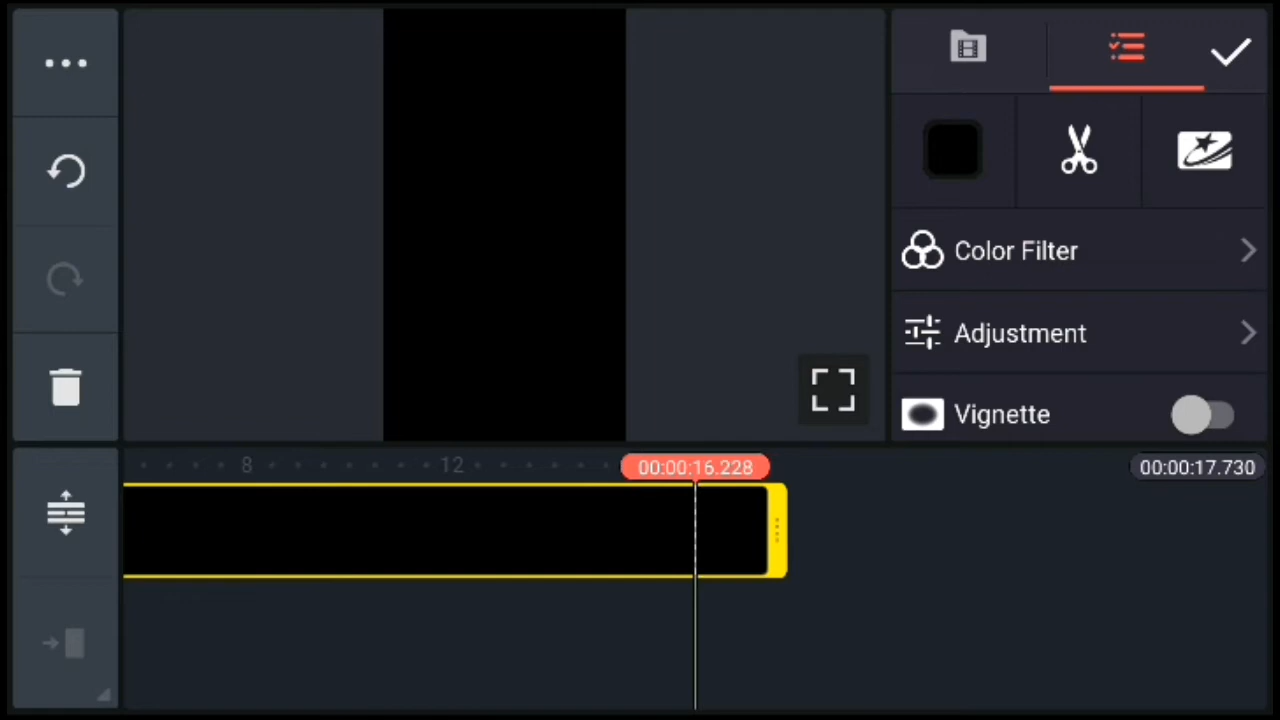 Color Filter
Adjustment
Vignette
8
12
00:00:16.228
00:00:17.730